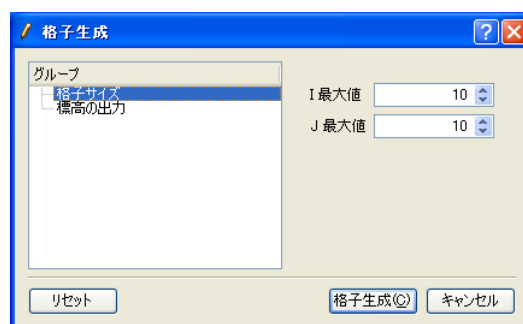 格子生成
グループ
格子サイズ
I 最大値 10
標高の出力
J 最大値 10
リセット
格子生成(C)
キャンセル